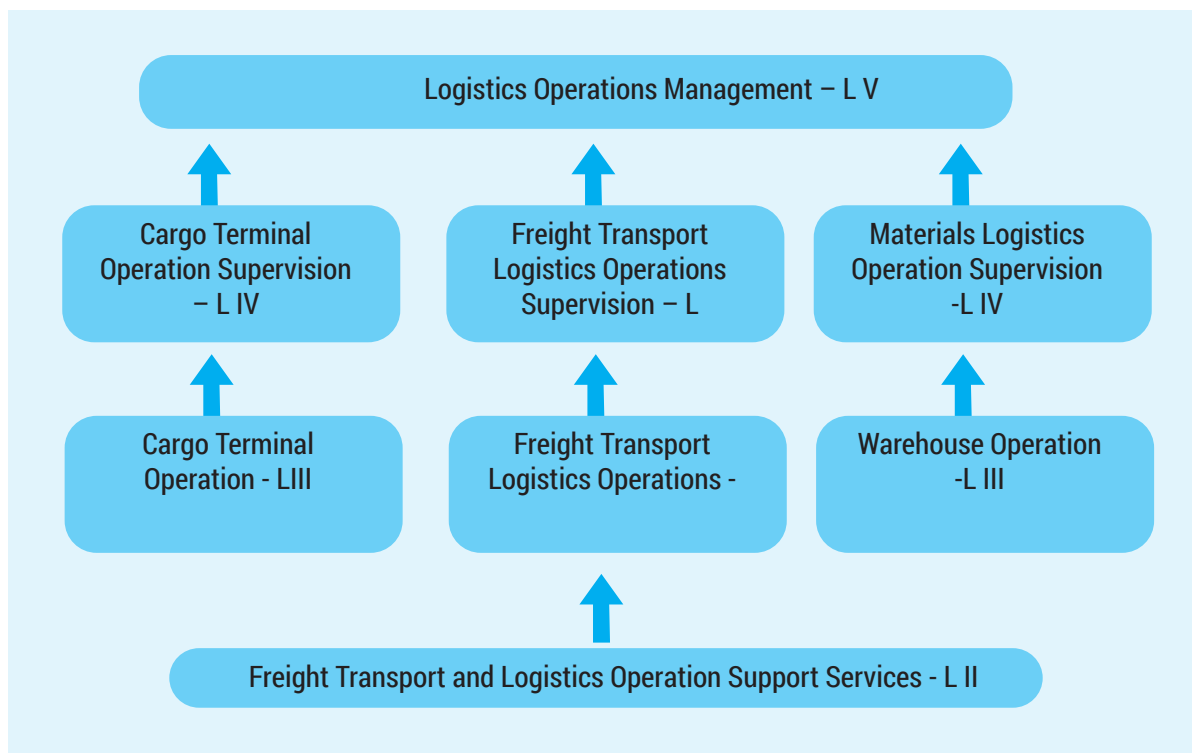 Logistics Operations Management – L V
Cargo Terminal
Operation Supervision
– L IV
Freight Transport
Logistics Operations
Supervision – L
Materials Logistics
Operation Supervision
-L IV
Cargo Terminal
Operation - LIII
Freight Transport
Logistics Operations -
Warehouse Operation
-L III
Freight Transport and Logistics Operation Support Services - L II